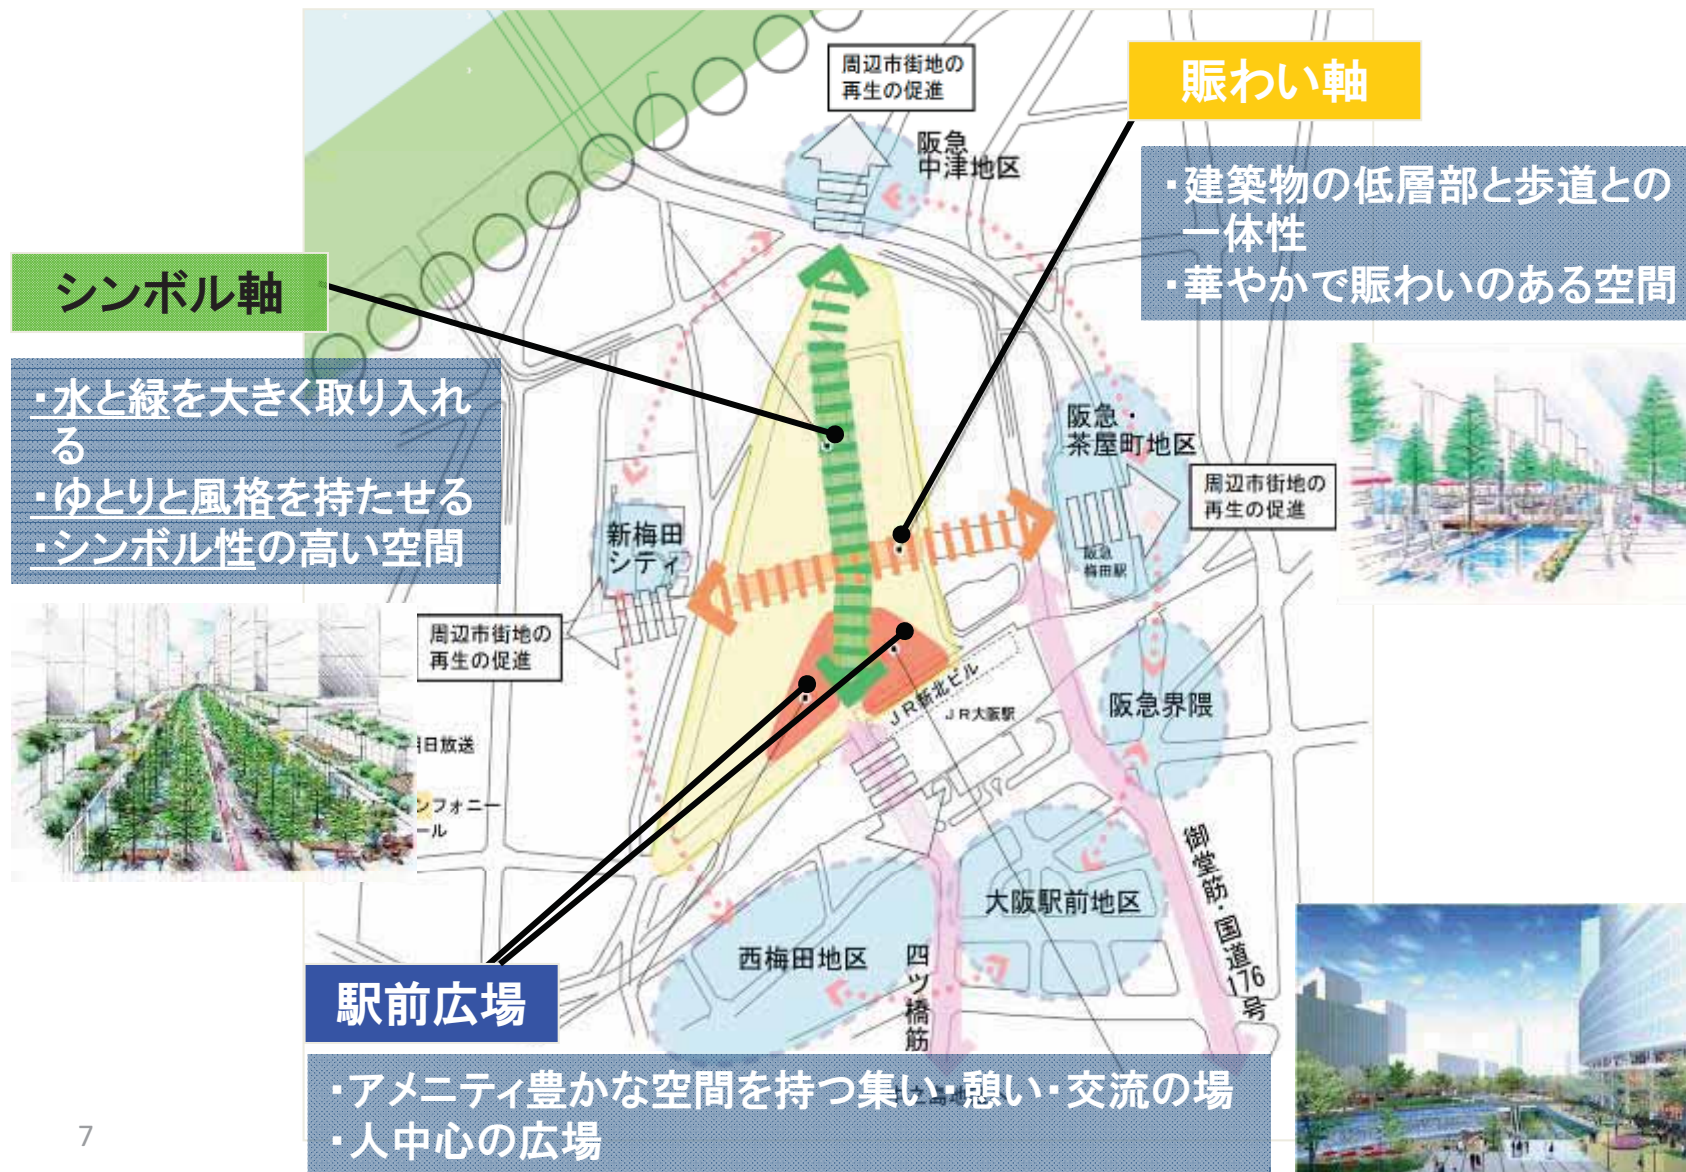 周辺市街地の
再生の促進
賑わい軸
阪急
中津地区
・建築物の低層部と歩道との
一体性
・華やかで賑わいのある空間
シンボル軸
・水と緑を大きく取り入れ
る
・ゆとりと風格を持たせる
・シンボル性の高い空間
阪急・
茶屋町地区
周辺市街地の
再生の促進
新梅田
シティ
阪急
梅田駅
周辺市街地の
再生の促進
JR新北ビル
JR大阪駅
阪急界隈
日放送
ンフォニー
ール
御堂筋・国道176号
大阪駅前地区
西梅田地区
四ツ橋筋
駅前広場
・アメニティ豊かな空間を持つ集い・憩い・交流の場
・人中心の広場
7